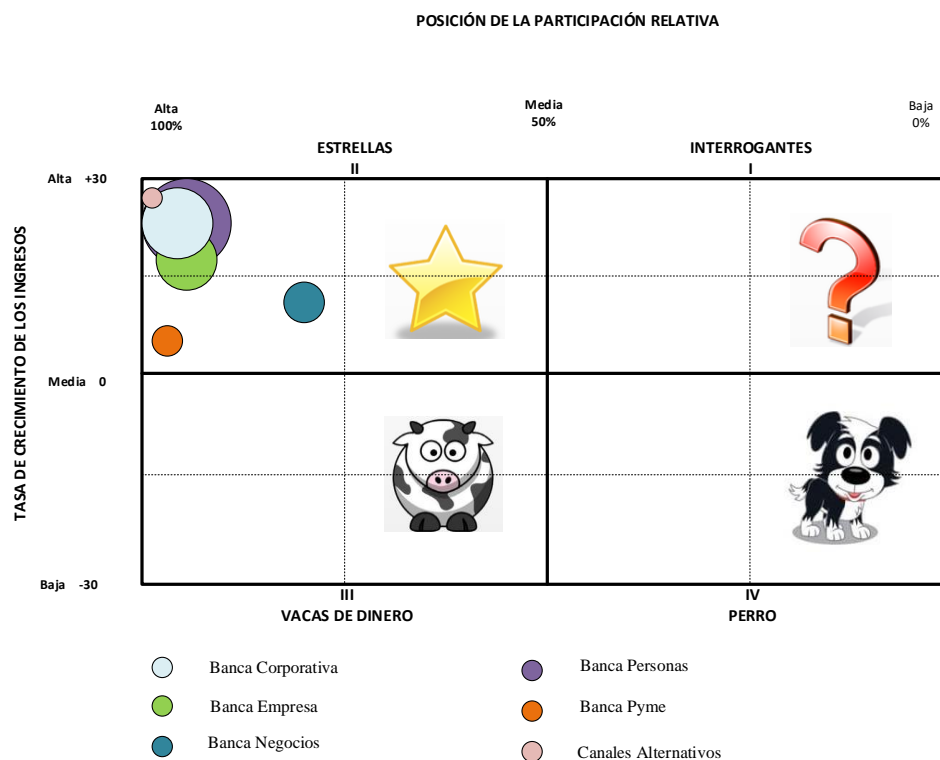 POSICIÓN DE LA PARTICIPACIÓN RELATIVA
Alta
100%
Media
50%
Baja
0%
ESTRELLAS
II
INTERROGANTES
I
Alta +30
TASA DE CRECIMIENTO DE LOS INGRESOS
Media 0
Baja -30
III
VACAS DE DINERO
IV
PERRO
Banca Corporativa
Banca Personas
Banca Empresa
Banca Pyme
Banca Negocios
Canales Alternativos